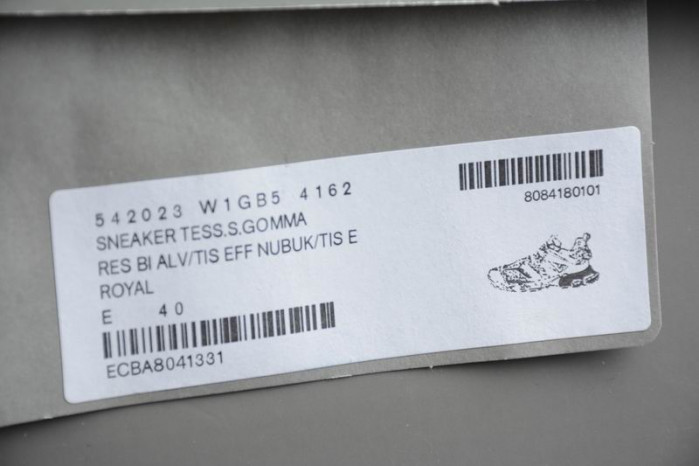 542023 W1GB5 4162
SNEAKER TESS.S.GOMMA
RES BI ALV/TIS EFF NUBUK/TIS E
ROYAL
E 40
ECBA8041331
8084180101